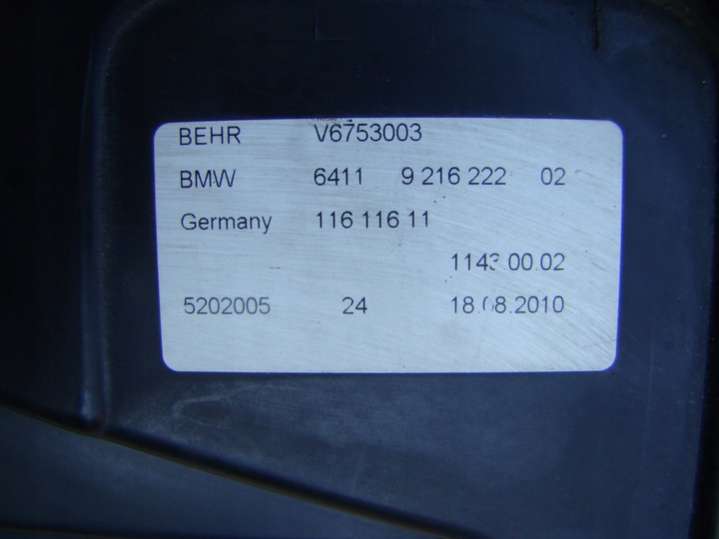 BEHR V6753003
BMW 6411 9 216 222 02
Germany 116 116 11
1143.00.02
5202005 24 18.08.2010